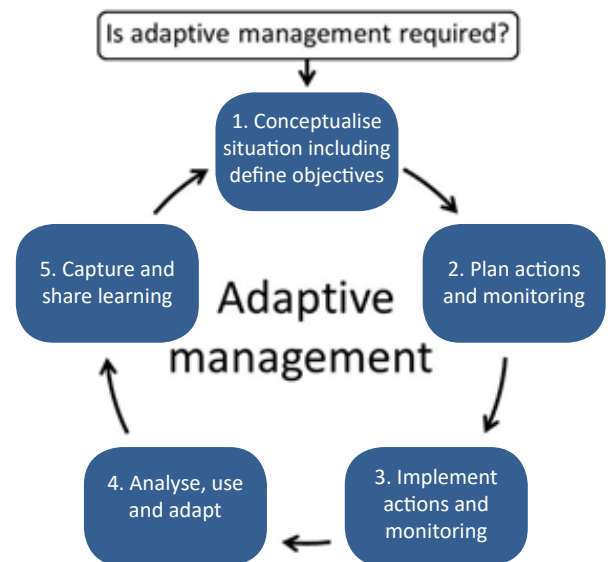 Is adaptive management required?
1. Conceptualise
situation including
define objectives
2. Plan actions
and monitoring
3. Implement
actions and
monitoring
4. Analyse, use
and adapt
5. Capture and
share learning
Adaptive
management